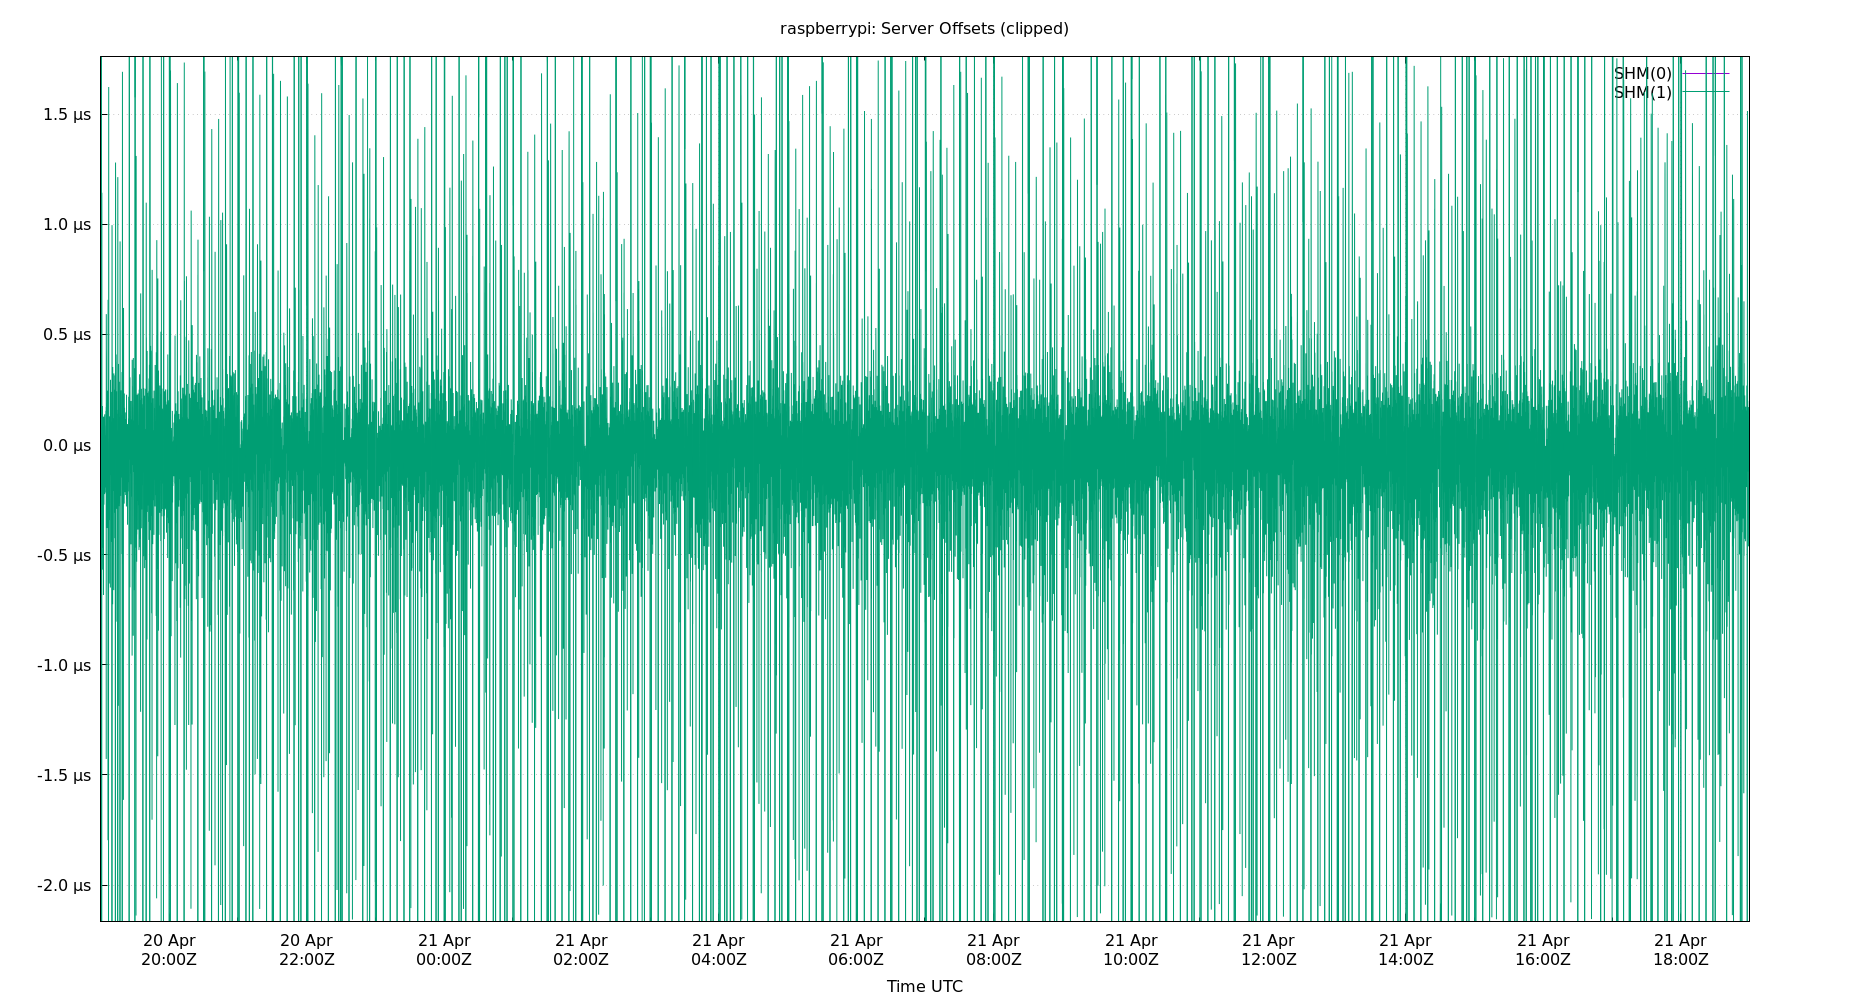 raspberrypi: Server Offsets (clipped)
SHM(0)
SHM(1)
1.5 µs
1.0 µs
0.5 µs
0.0 µs
-0.5 µs
-1.0 µs
-1.5 µs
-2.0 µs
20 Apr 20 Apr 21 Apr 21 Apr 21 Apr 21 Apr 21 Apr 21 Apr 21 Apr 21 Apr 21 Apr 21 Apr
20:00Z 22:00Z 00:00Z 02:00Z 04:00Z 06:00Z 08:00Z 10:00Z 12:00Z 14:00Z 16:00Z 18:00Z
Time UTC